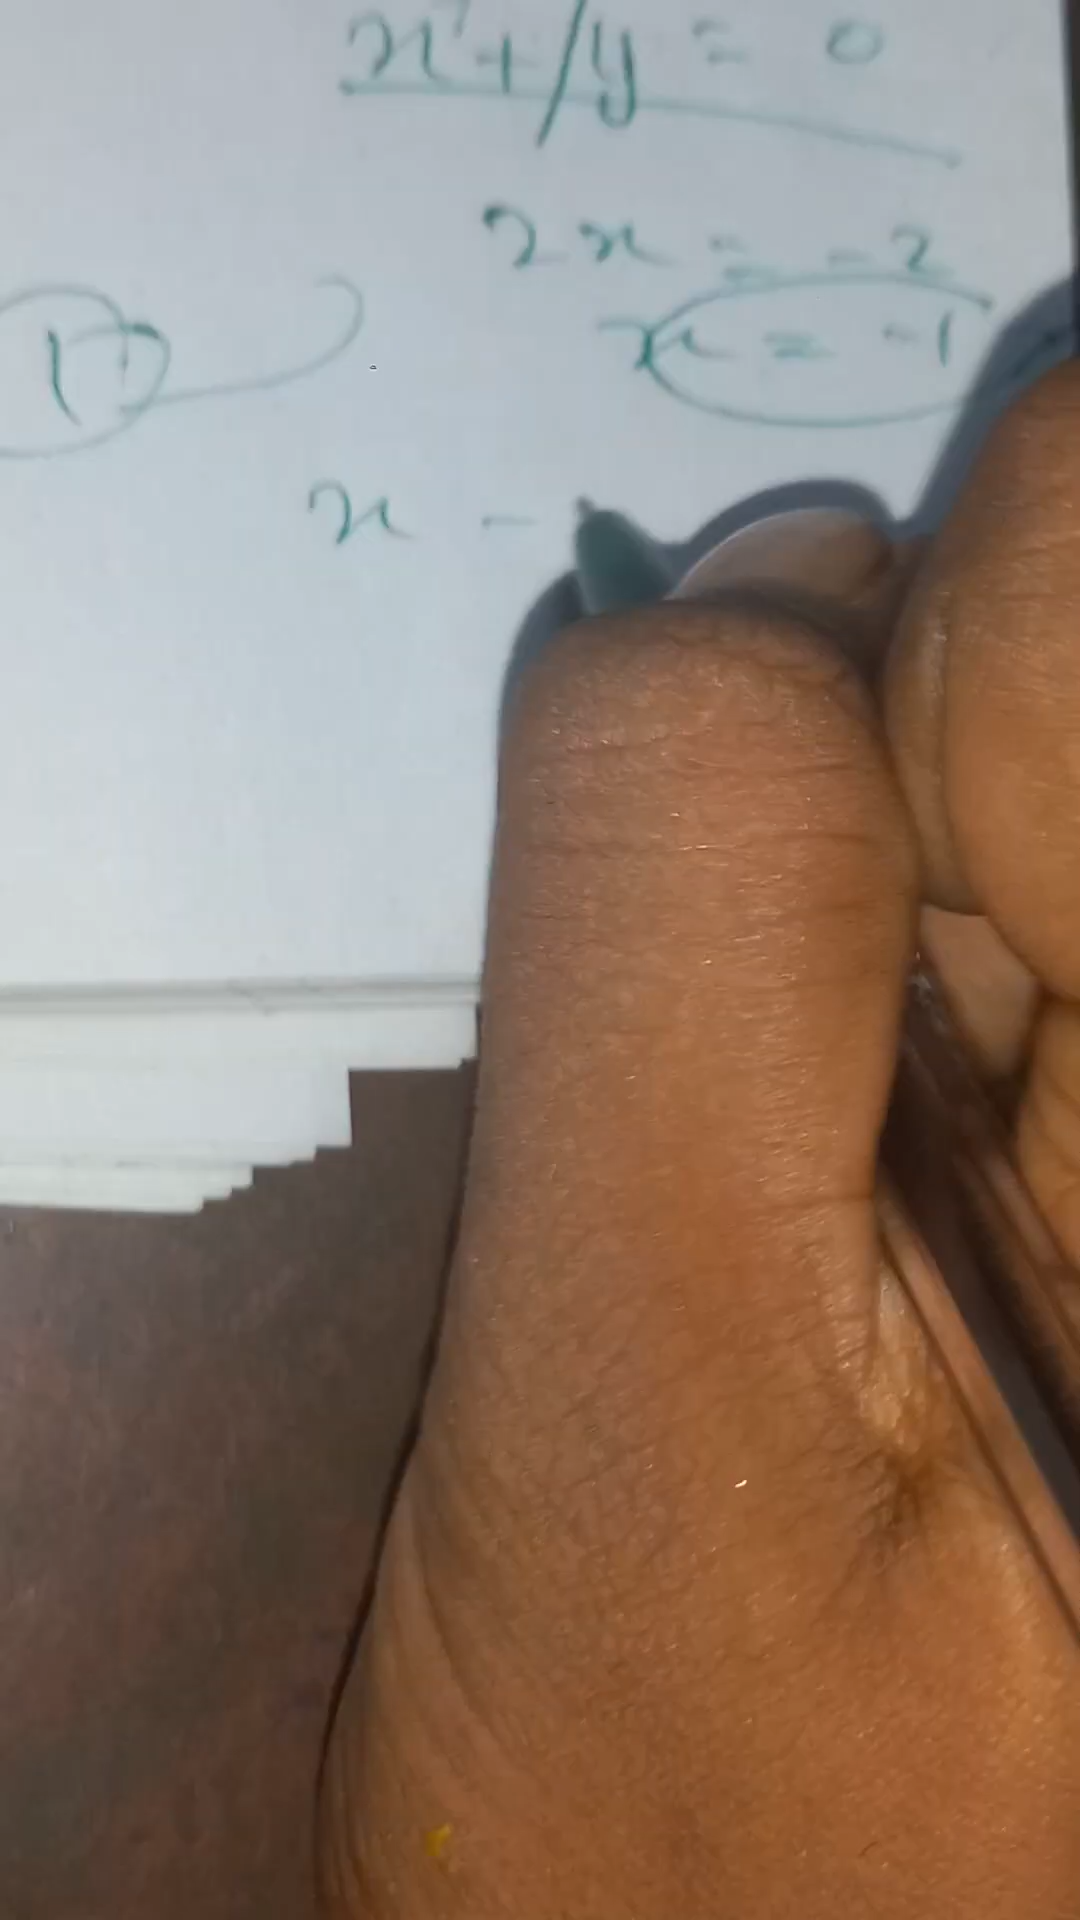 x + y = 0
2x = -2
x = -1
1
x -